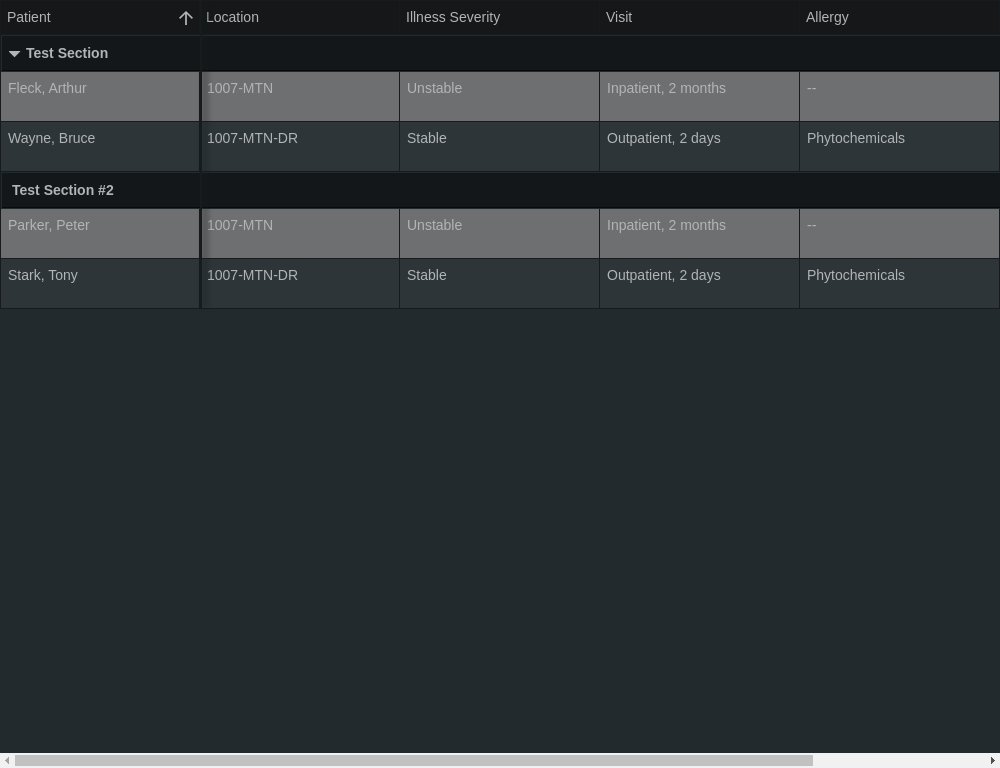 Patient Location Illness Severity Visit Allergy
Test Section
Fleck, Arthur 1007-MTN Unstable Inpatient, 2 months --
Wayne, Bruce 1007-MTN-DR Stable Outpatient, 2 days Phytochemicals
Test Section #2
Parker, Peter 1007-MTN Unstable Inpatient, 2 months --
Stark, Tony 1007-MTN-DR Stable Outpatient, 2 days Phytochemicals